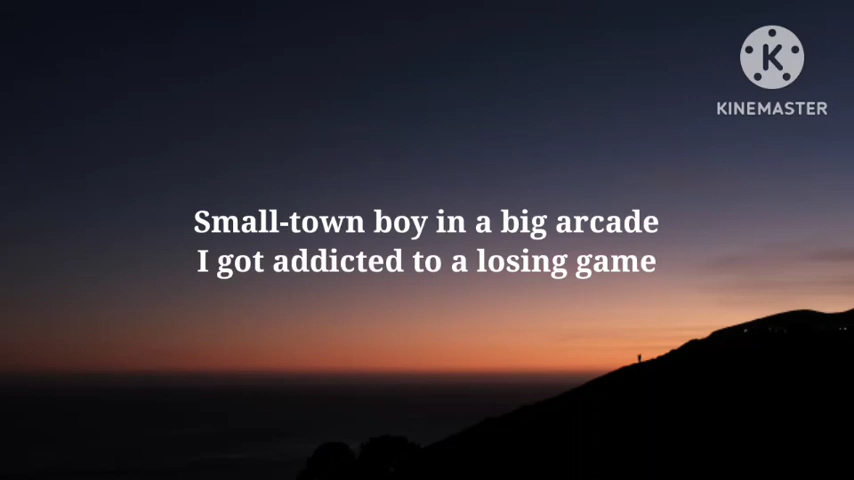 KINEMASTER
Small-town boy in a big arcade
I got addicted to a losing game